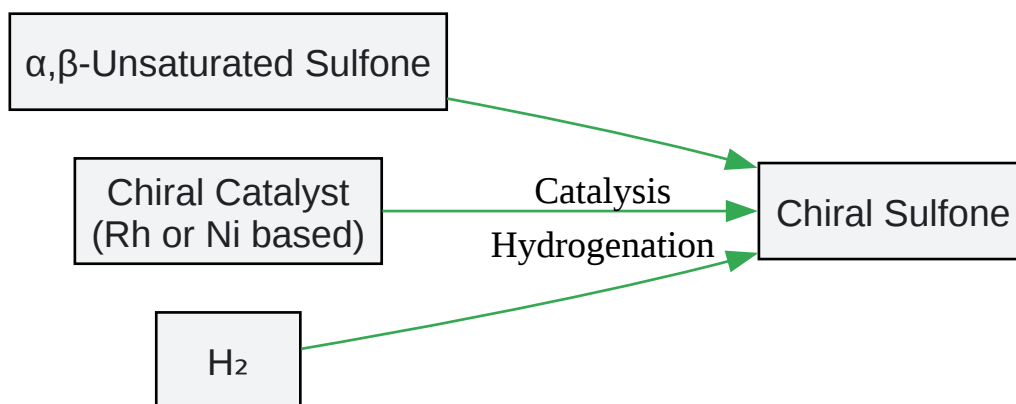 α,β-Unsaturated Sulfone
Chiral Catalyst
(Rh or Ni based)
H₂
Catalysis
Hydrogenation
Chiral Sulfone